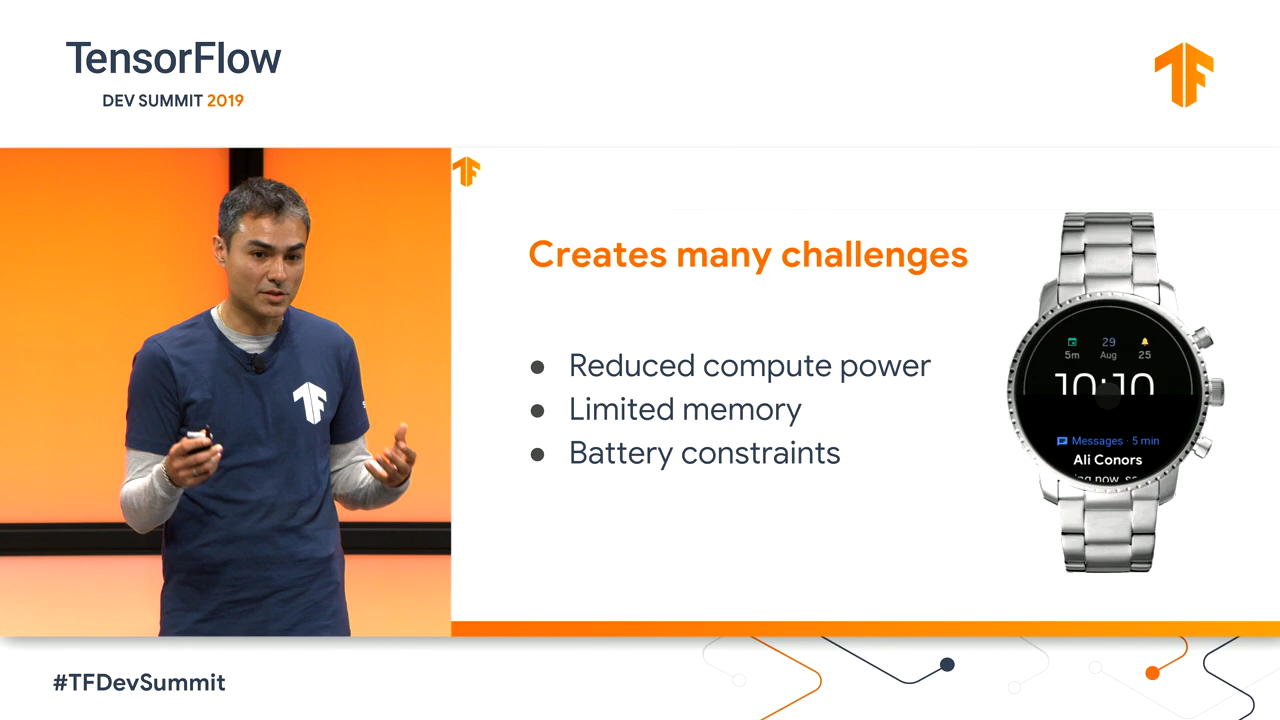 TensorFlow
DEV SUMMIT 2019
Creates many challenges
● Reduced compute power
● Limited memory
● Battery constraints
29
5m Aug 25
10:10
Messages · 5 min
Ali Conors
#TFDevSummit